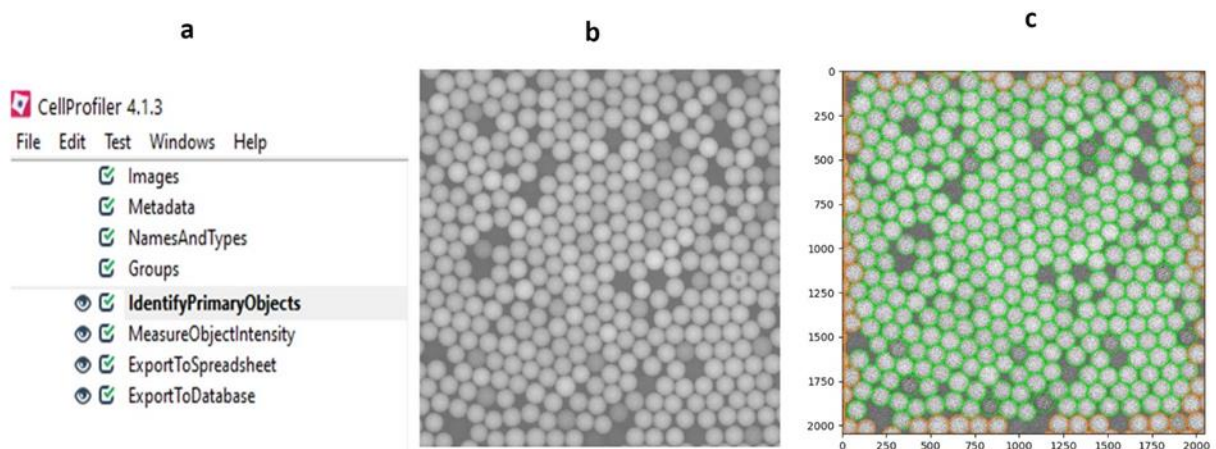 a
b
c
CellProfiler 4.1.3
File Edit Test Windows Help
Images
Metadata
NamesAndTypes
Groups
IdentifyPrimaryObjects
MeasureObjectIntensity
ExportToSpreadsheet
ExportToDatabase
0
250
500
750
1000
1250
1500
1750
2000
0 250 500 750 1000 1250 1500 1750 2000